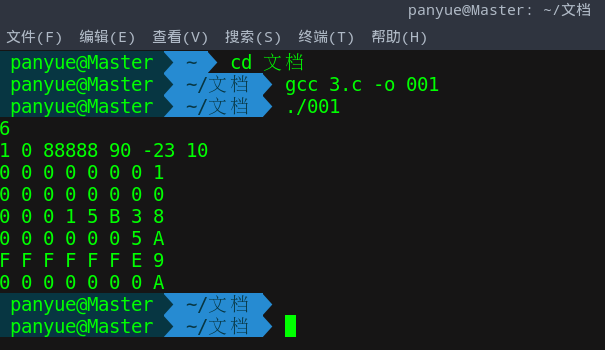 panyue@Master: ~/文档
文件(F) 编辑(E) 查看(V) 搜索(S) 终端(T) 帮助(H)
panyue@Master ~ cd 文档
panyue@Master ~/文档 gcc 3.c -o 001
panyue@Master ~/文档 ./001
6
1 0 88888 90 -23 10
0 0 0 0 0 0 0 1
0 0 0 0 0 0 0 0
0 0 0 1 5 B 3 8
0 0 0 0 0 0 5 A
F F F F F F E 9
0 0 0 0 0 0 0 A
panyue@Master ~/文档
panyue@Master ~/文档